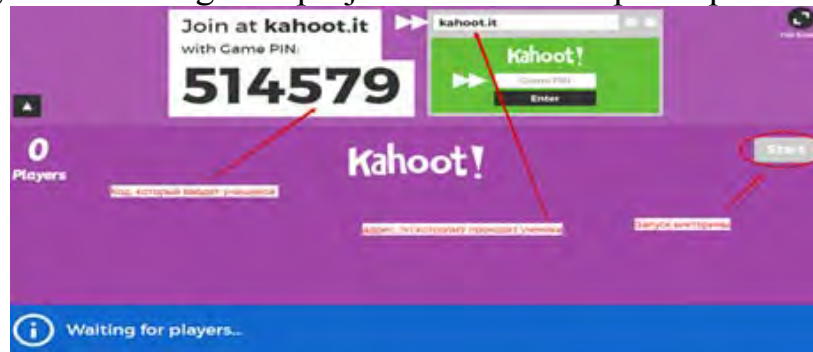 Join at kahoot.it
with Game PIN:
514579
kahoot.it
Kahoot!
Game PIN
Enter
0
Players
Kahoot!
Start
Код, который вводят учащиеся
адрес, по которому проходят ученики
Запуск викторины
Waiting for players...